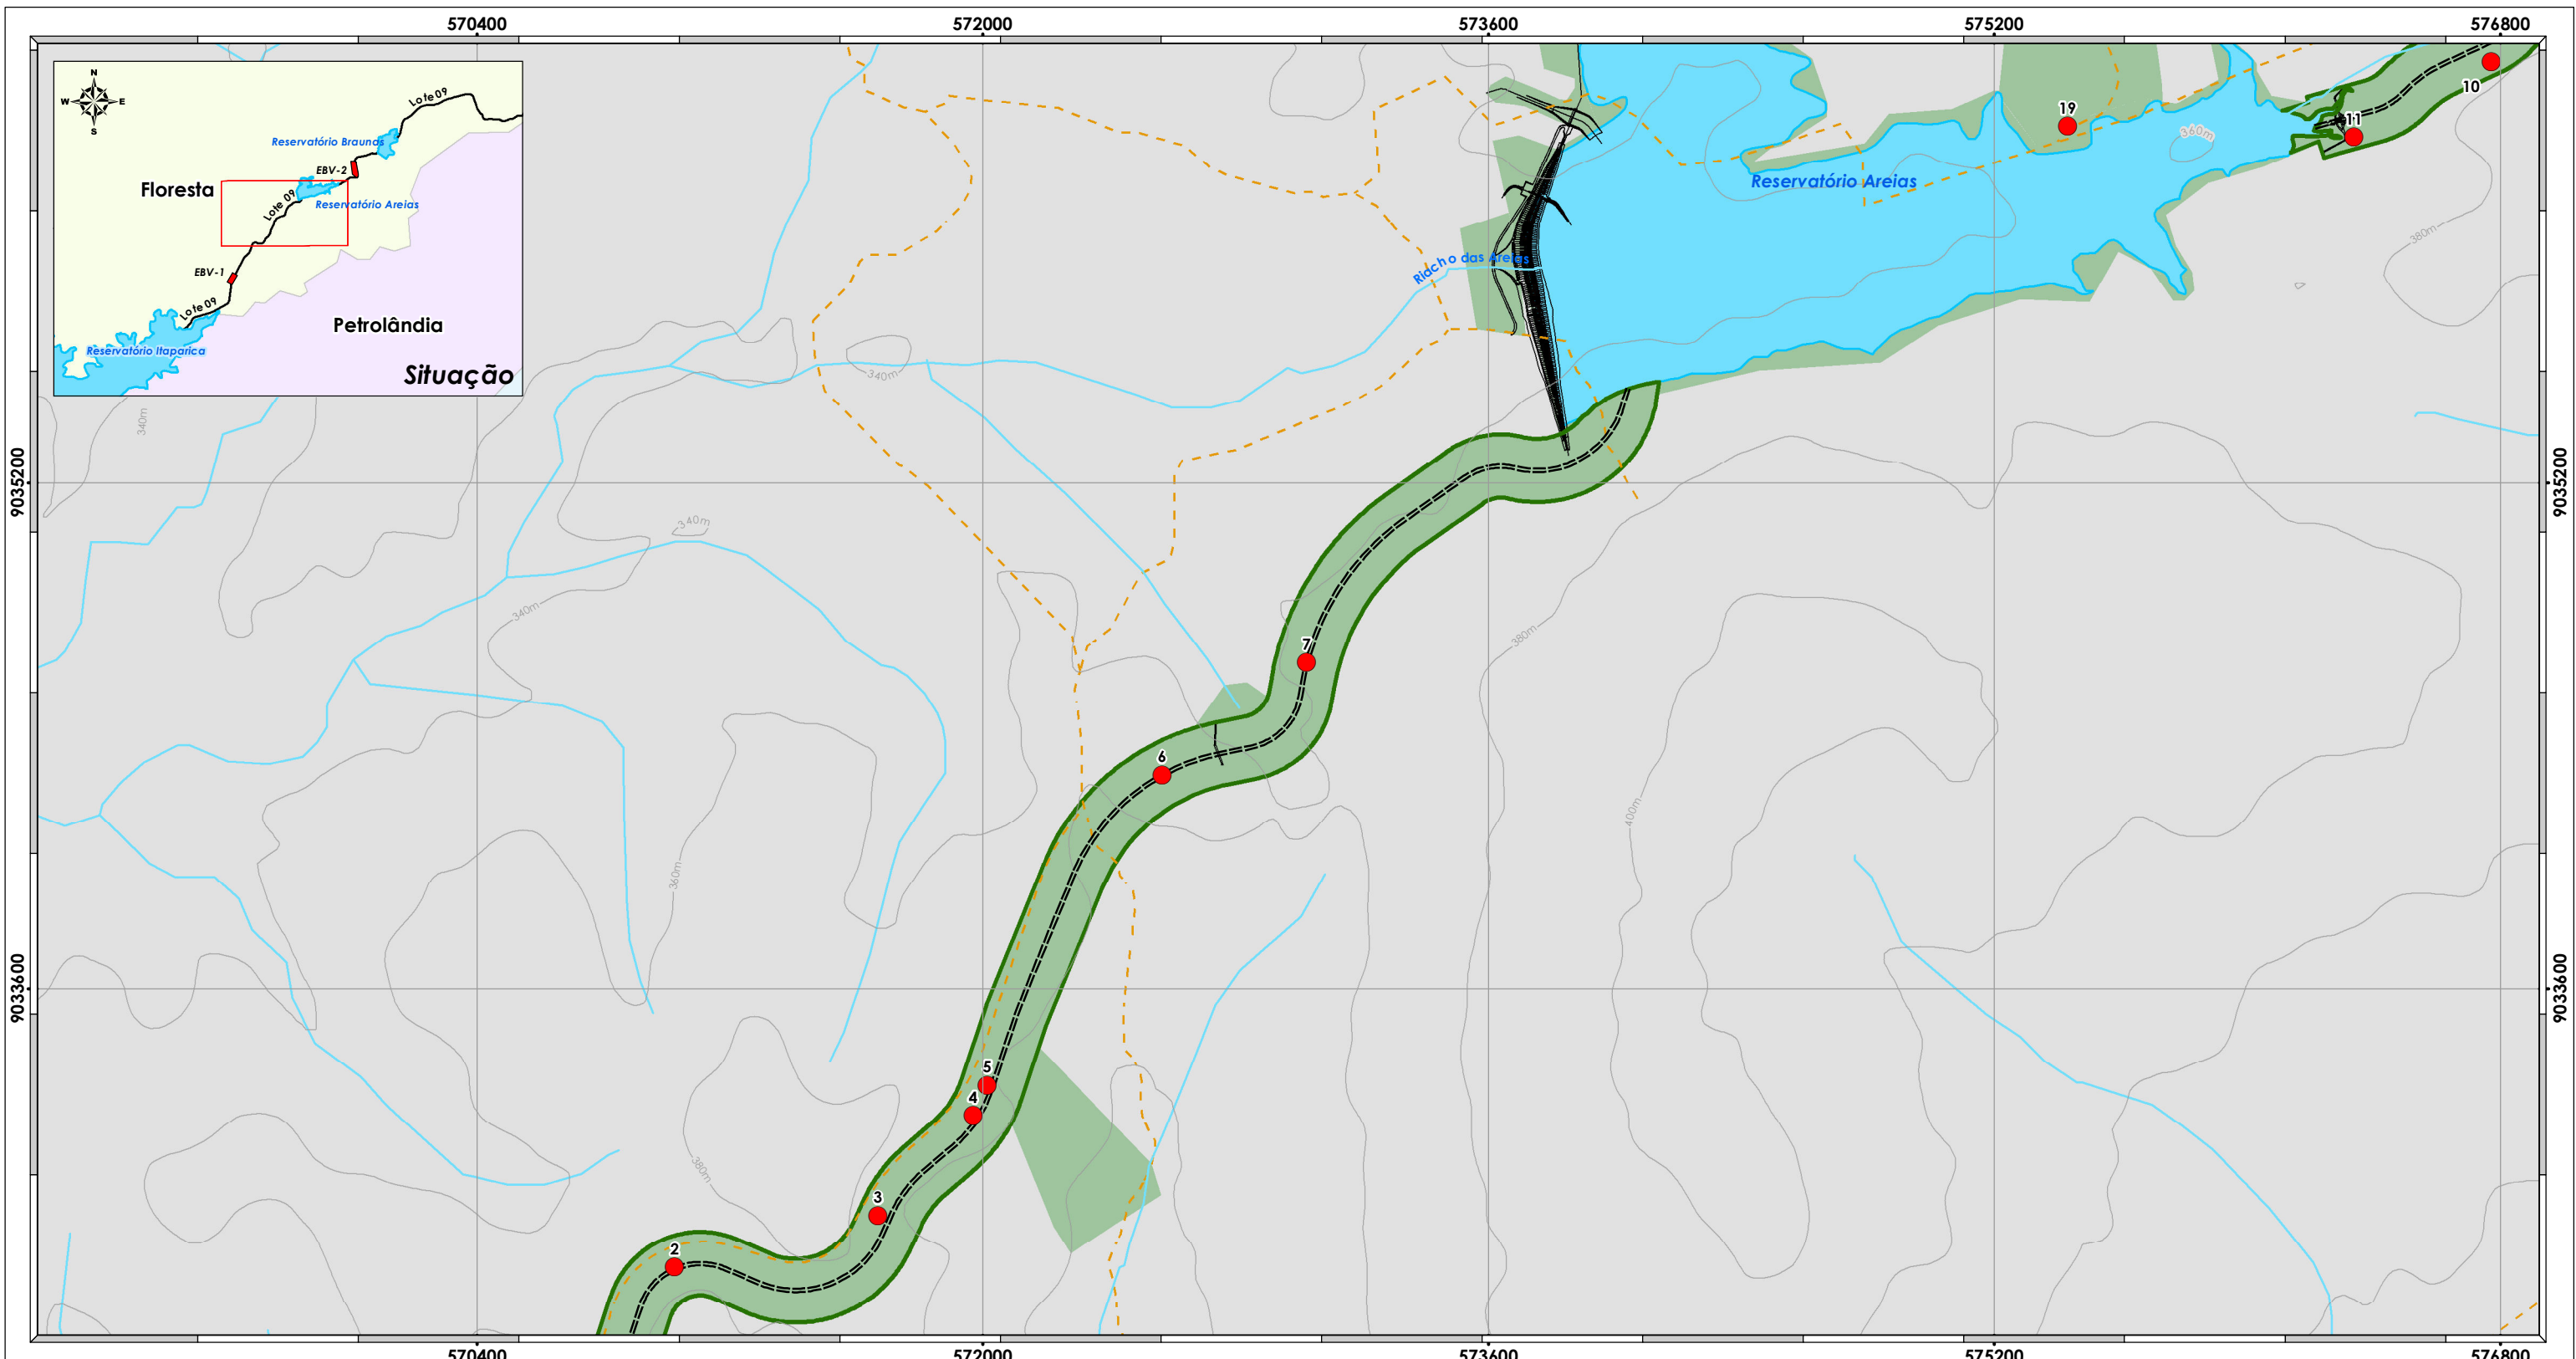 570400 572000 573600 575200 576800
N
W E
S
Lote 09
Reservatório Braunas
EBV-2
Floresta
Lote 09
Reservatório Areias
EBV-1
Lote 09
Petrolândia
Reservatório Itaparica
Situação
10
19
11
360m
Reservatório Areias
380m
Riacho das Areias
340m
340m
9035200
9035200
340m
340m
380m
7
6
400m
360m
9033600
9033600
5
4
380m
3
2
570400 572000 573600 575200 576800